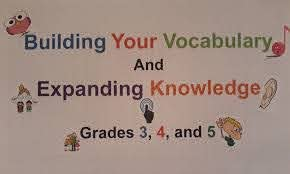 Building Your Vocabulary
And
Expanding Knowledge
Grades 3, 4, and 5